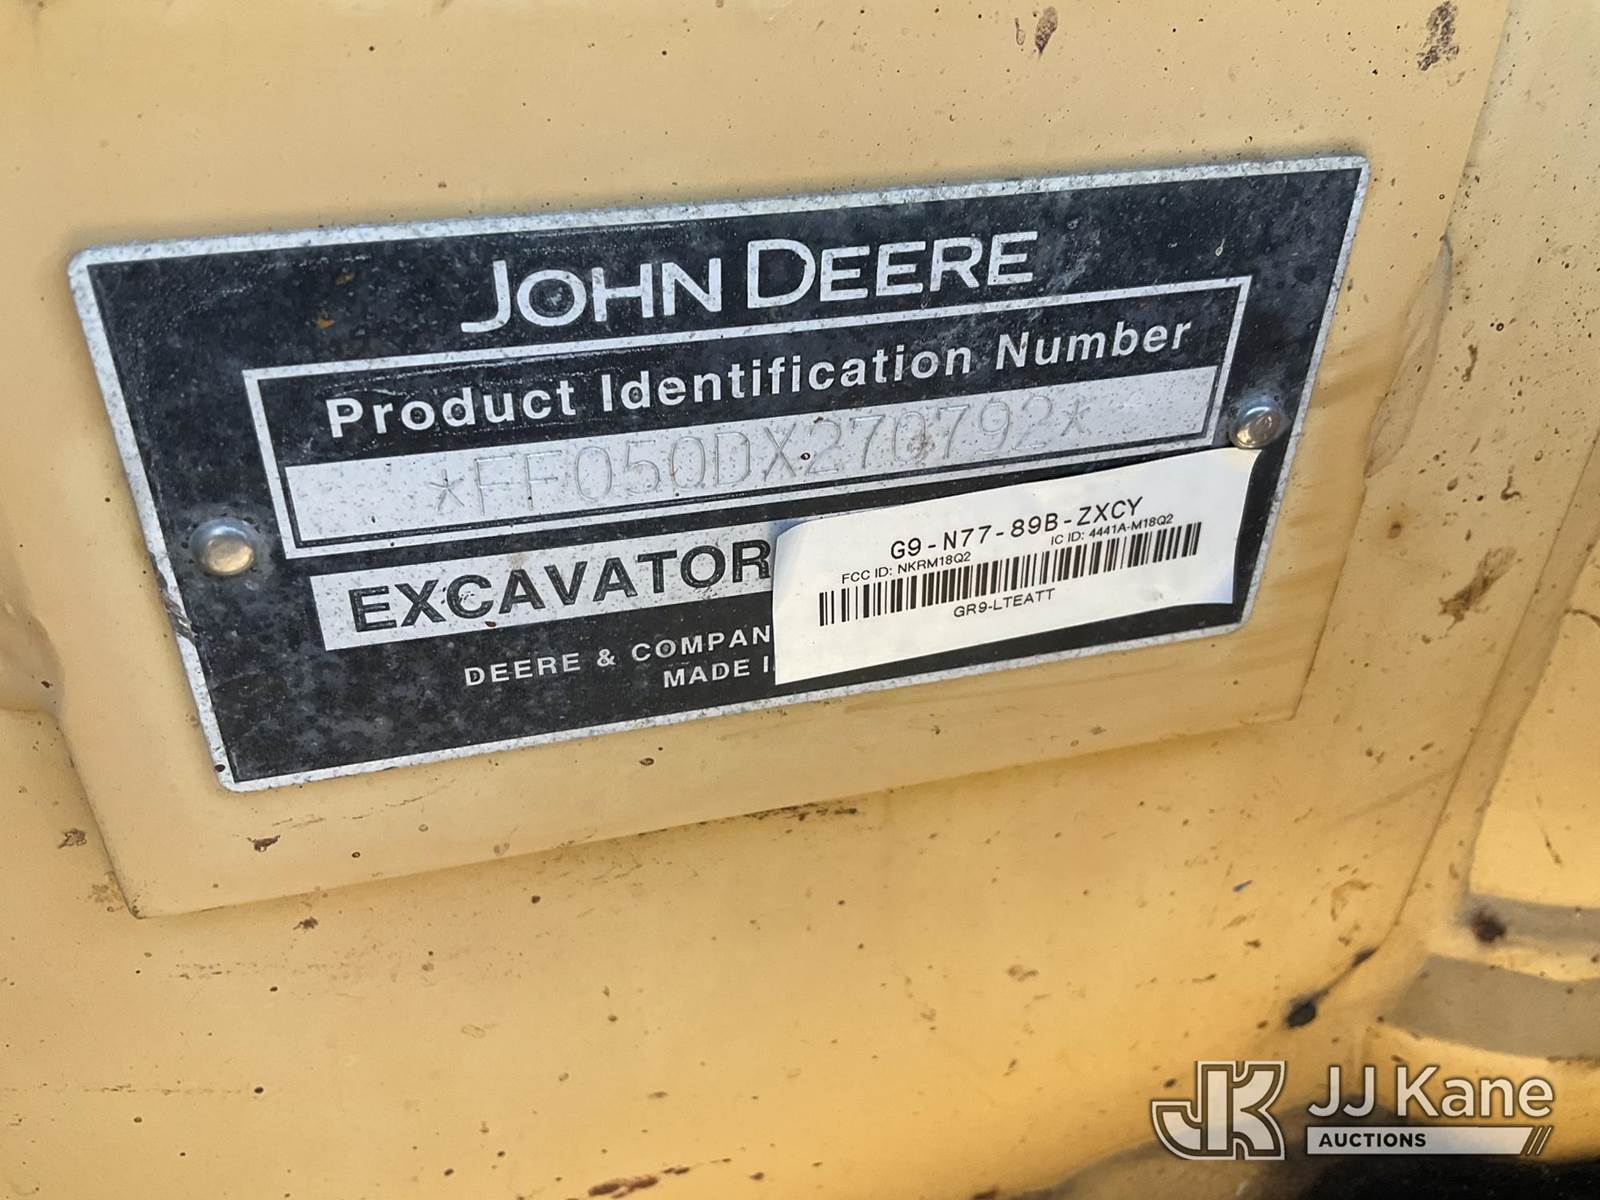 JOHN DEERE
Product Identification Number
*FF050DX270792*
EXCAVATOR
DEERE & COMPAN
MADE I
G9-N77-89B-ZXCY
FCC ID: NKRM18Q2 IC ID: 4441A-M18Q2
GR9-LTEATT
JK JJ Kane
AUCTIONS